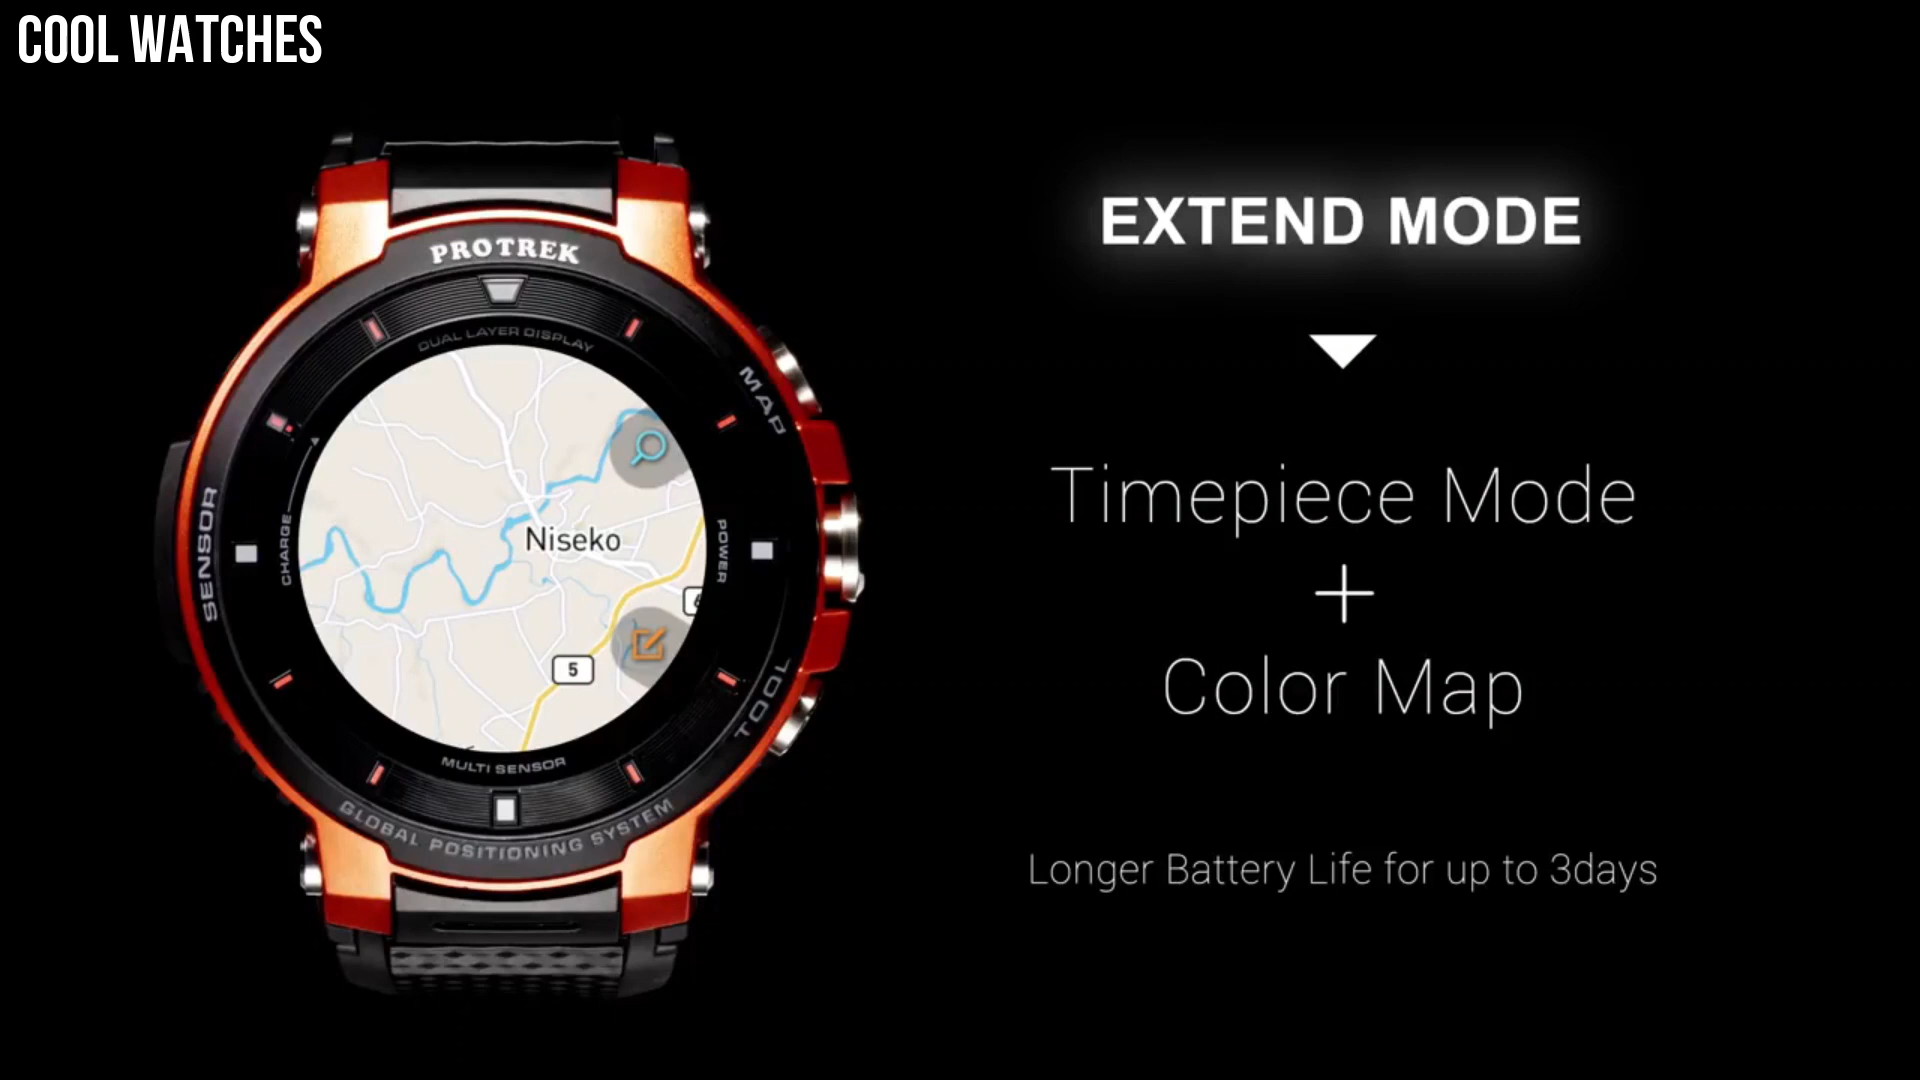 COOL WATCHES
EXTEND MODE
Timepiece Mode
+
Color Map
Longer Battery Life for up to 3days
PROTREK
DUAL LAYER DISPLAY
MAP
SENSOR
CHARGE
Niseko
POWER
5
TOOL
MULTI SENSOR
GLOBAL POSITIONING SYSTEM